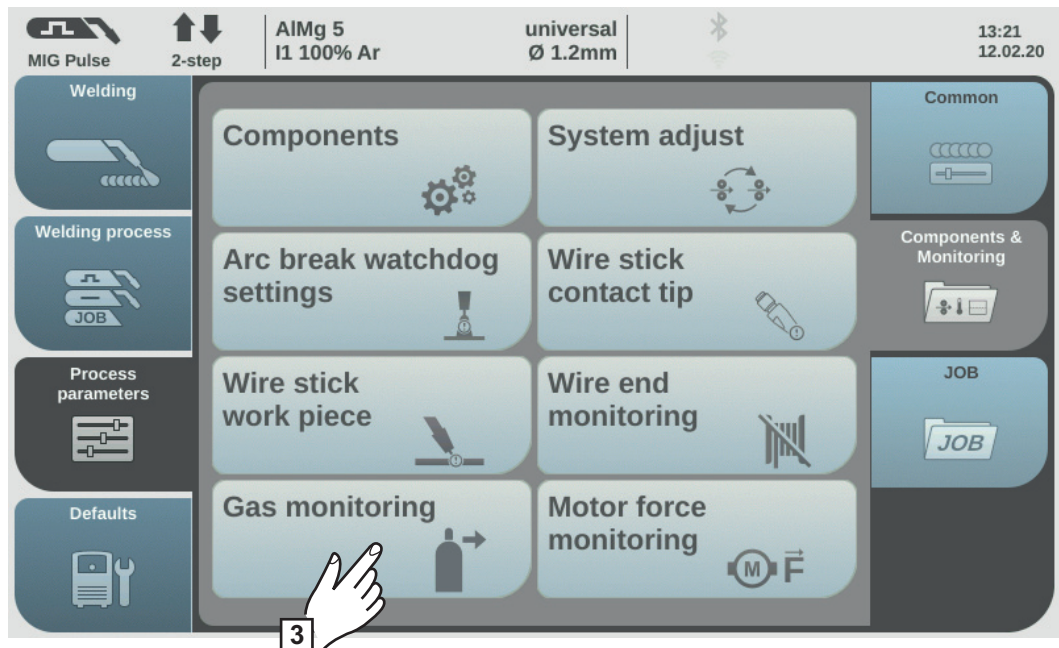 MIG Pulse
2-step
AlMg 5
I1 100% Ar
universal
Ø 1.2mm
13:21
12.02.20
Welding
Welding process
JOB
Process
parameters
Defaults
Components
System adjust
Arc break watchdog
settings
Wire stick
contact tip
Wire stick
work piece
Wire end
monitoring
Gas monitoring
Motor force
monitoring
M F
3
Common
Components &
Monitoring
JOB
JOB